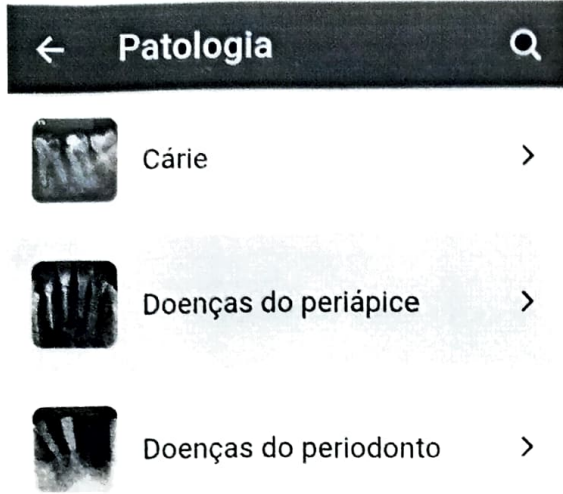 Patologia
Cárie
Doenças do periápice
Doenças do periodonto